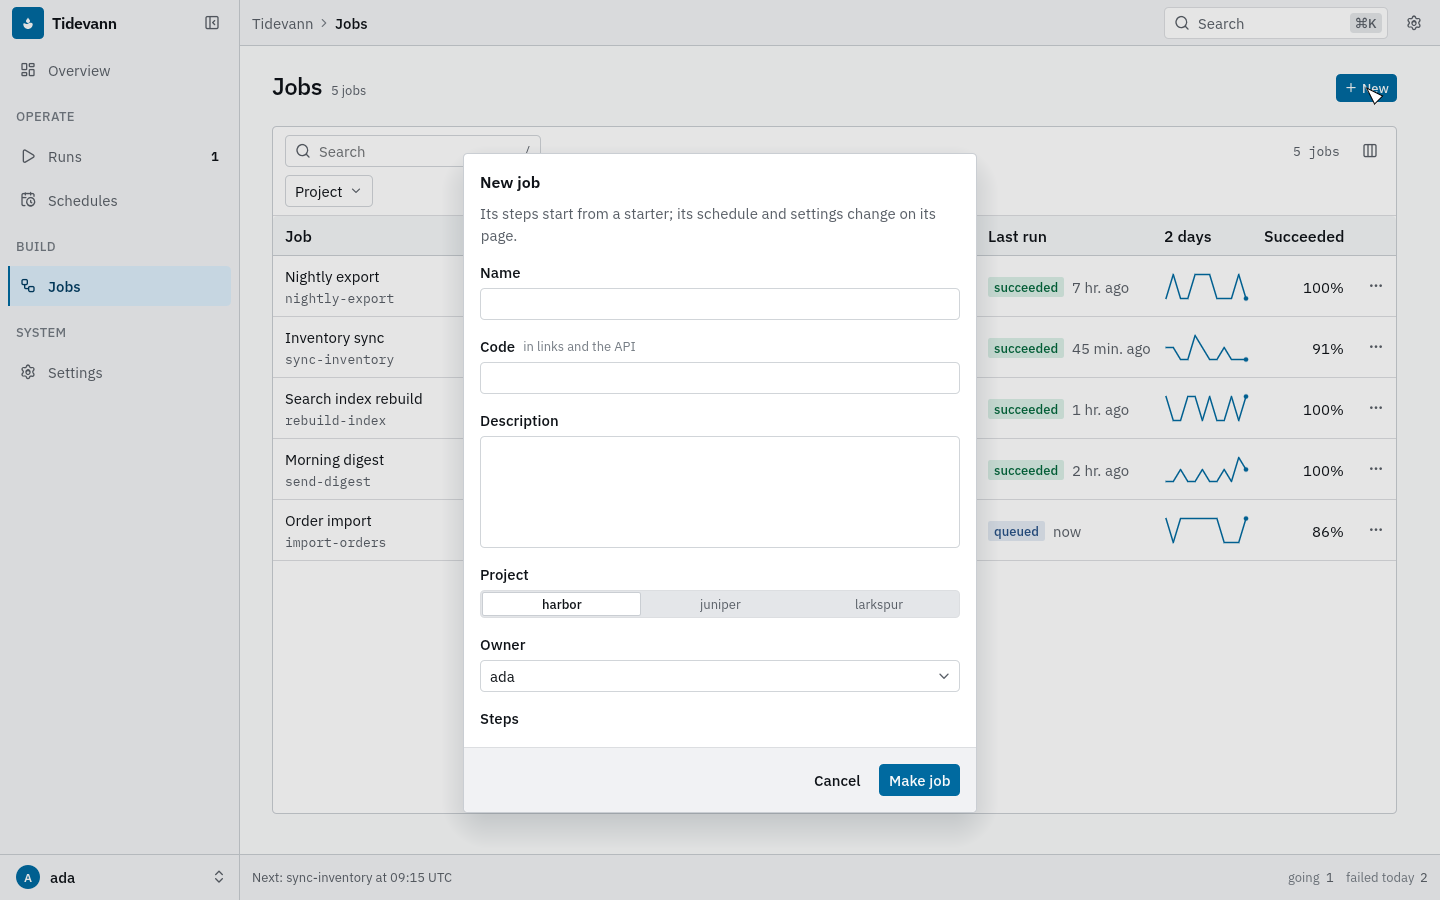 Tidevann
Tidevann > Jobs
Search ⌘K
Overview
OPERATE
Runs 1
Schedules
BUILD
Jobs
SYSTEM
Settings
Jobs 5 jobs
+ New
Search /
5 jobs
Project
Job Last run 2 days Succeeded
Nightly export
nightly-export
succeeded 7 hr. ago 100%
Inventory sync
sync-inventory
succeeded 45 min. ago 91%
Search index rebuild
rebuild-index
succeeded 1 hr. ago 100%
Morning digest
send-digest
succeeded 2 hr. ago 100%
Order import
import-orders
queued now 86%
New job
Its steps start from a starter; its schedule and settings change on its
page.
Name
Code in links and the API
Description
Project
harbor juniper larkspur
Owner
ada
Steps
Cancel Make job
A ada
Next: sync-inventory at 09:15 UTC
going 1 failed today 2